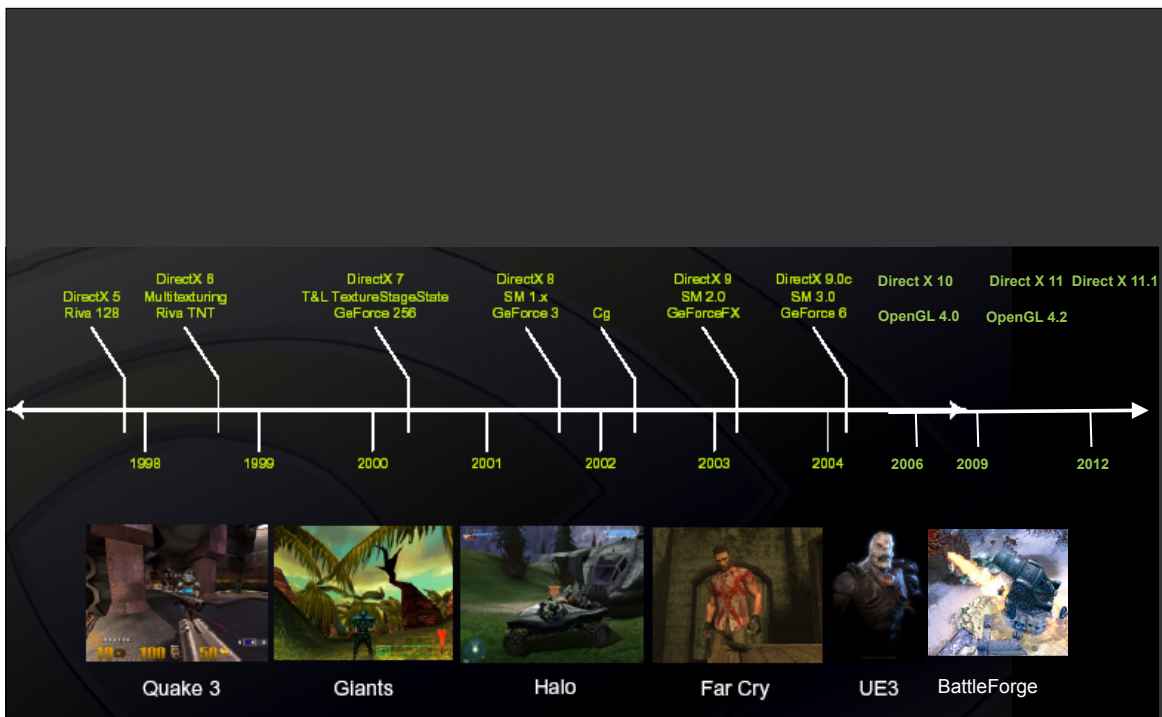 DirectX 5
Riva 128
DirectX 6
Multitexturing
Riva TNT
DirectX 7
T&L TextureStageState
GeForce 256
DirectX 8
SM 1.x
GeForce 3
Cg
DirectX 9
SM 2.0
GeForceFX
DirectX 9.0c
SM 3.0
GeForce 6
Direct X 10
OpenGL 4.0
Direct X 11
OpenGL 4.2
Direct X 11.1
1998
1999
2000
2001
2002
2003
2004
2006
2009
2012
100
50
Quake 3
Giants
Halo
Far Cry
UE3
BattleForge